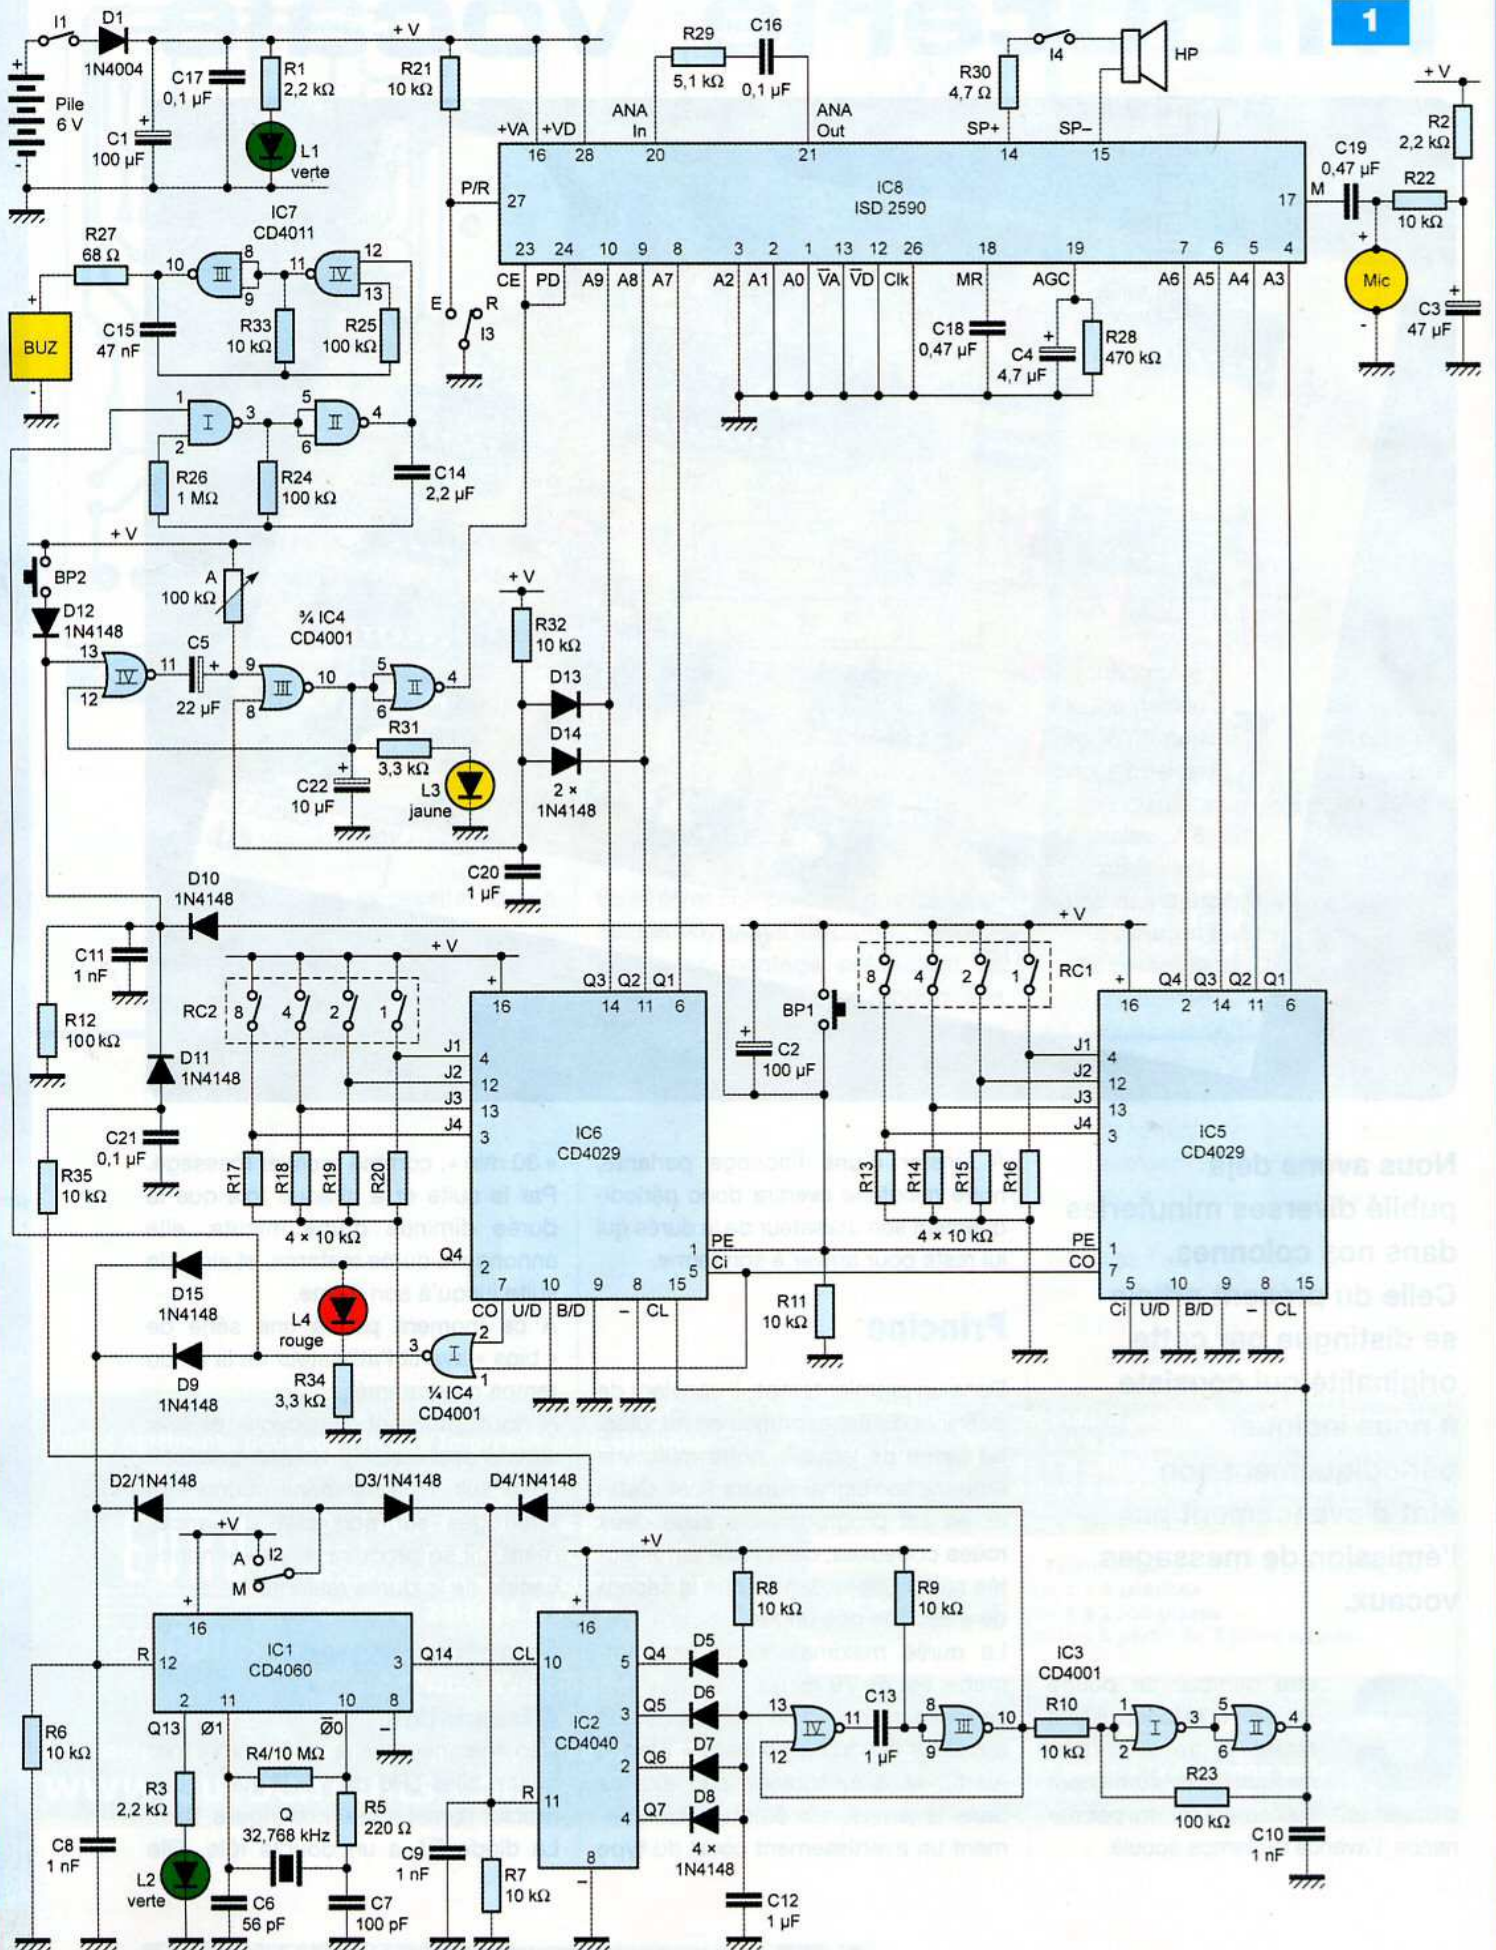 1
I1
D1
1N4004
+ V
C17
0,1 µF
R1
2,2 kΩ
R21
10 kΩ
R29
5,1 kΩ
C16
0,1 µF
I4
HP
R30
4,7 Ω
+ V
R2
2,2 kΩ
+
Pile
6 V
-
+
C1
100 µF
L1
verte
+VA
+VD
ANA
In
ANA
Out
SP+
SP–
16
28
20
21
14
15
C19
0,47 µF
R22
10 kΩ
P/R
27
IC8
ISD 2590
17
M
IC7
CD4011
R27
68 Ω
10
III
8
9
11
IV
12
13
23
24
10
9
8
3
2
1
13
12
26
18
19
7
6
5
4
CE
PD
A9
A8
A7
A2
A1
A0
VA
VD
Clk
MR
AGC
A6
A5
A4
A3
+
Mic
-
+
C3
47 µF
+
BUZ
-
C15
47 nF
R33
10 kΩ
R25
100 kΩ
E
R
I3
C18
0,47 µF
+
C4
4,7 µF
R28
470 kΩ
1
I
2
3
5
II
6
4
R26
1 MΩ
R24
100 kΩ
C14
2,2 µF
+ V
BP2
A
100 kΩ
D12
1N4148
¾ IC4
CD4001
+ V
R32
10 kΩ
13
IV
12
11
C5
+
22 µF
9
III
8
10
5
II
6
4
D13
D14
2 ×
1N4148
R31
3,3 kΩ
+
C22
10 µF
L3
jaune
C20
1 µF
D10
1N4148
C11
1 nF
+ V
+ V
RC2
8
4
2
1
+
16
Q3
Q2
Q1
14
11
6
BP1
8
4
2
1
RC1
+
16
Q4
Q3
Q2
Q1
2
14
11
6
R12
100 kΩ
D11
1N4148
+
C2
100 µF
J1
4
J2
12
J3
13
J4
3
J1
4
J2
12
J3
13
J4
3
IC6
CD4029
IC5
CD4029
C21
0,1 µF
R35
10 kΩ
R17
R18
R19
R20
4 × 10 kΩ
R13
R14
R15
R16
4 × 10 kΩ
Q4
2
1
PE
5
Ci
PE
1
CO
7
D15
1N4148
L4
rouge
7
10
9
8
15
CO
U/D
B/D
–
CL
R11
10 kΩ
5
10
9
8
15
Ci
U/D
B/D
–
CL
3
I
2
1
¼ IC4
CD4001
D9
1N4148
R34
3,3 kΩ
D2/1N4148
D3/1N4148
D4/1N4148
+V
A
I2
M
+V
+
16
R8
10 kΩ
R9
10 kΩ
+
16
R
12
IC1
CD4060
3
Q14
CL
10
5
Q4
D5
IC3
CD4001
2
11
10
8
Q13
Ø1
Ø0
–
3
Q5
D6
IC2
CD4040
2
Q6
D7
13
IV
12
11
C13
1 µF
8
III
9
10
R10
10 kΩ
1
I
2
3
5
II
6
4
R6
10 kΩ
R3
2,2 kΩ
R4/10 MΩ
Q
32,768 kHz
R5
220 Ω
R
11
4
Q7
D8
4 ×
1N4148
R23
100 kΩ
C8
1 nF
L2
verte
C6
56 pF
C7
100 pF
C9
1 nF
R7
10 kΩ
8
–
C12
1 µF
C10
1 nF